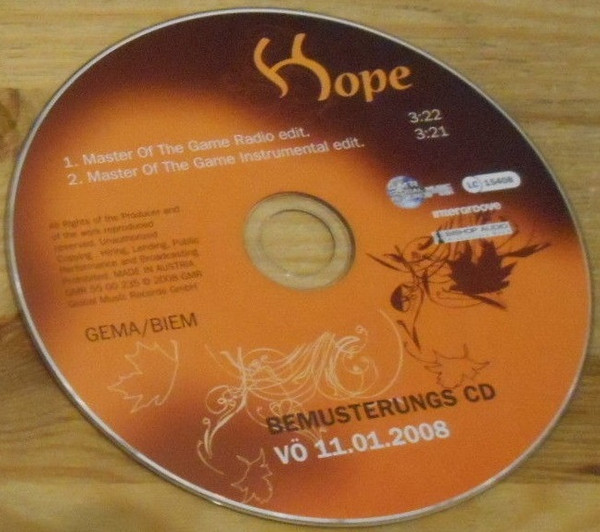 Hope
1. Master Of The Game Radio edit. 3:22
2. Master Of The Game Instrumental edit. 3:21
LC 15408
intergroove
BISHOP AUDIO
All Rights of the Producer and
of the work reproduced
reserved. Unauthorised
Copying, Hiring, Lending, Public
Performance and Broadcasting
Prohibited. MADE IN AUSTRIA.
GMR 55 00 235 © 2008 GMR
Global Music Records GmbH
GEMA/BIEM
BEMUSTERUNGS CD
VÖ 11.01.2008